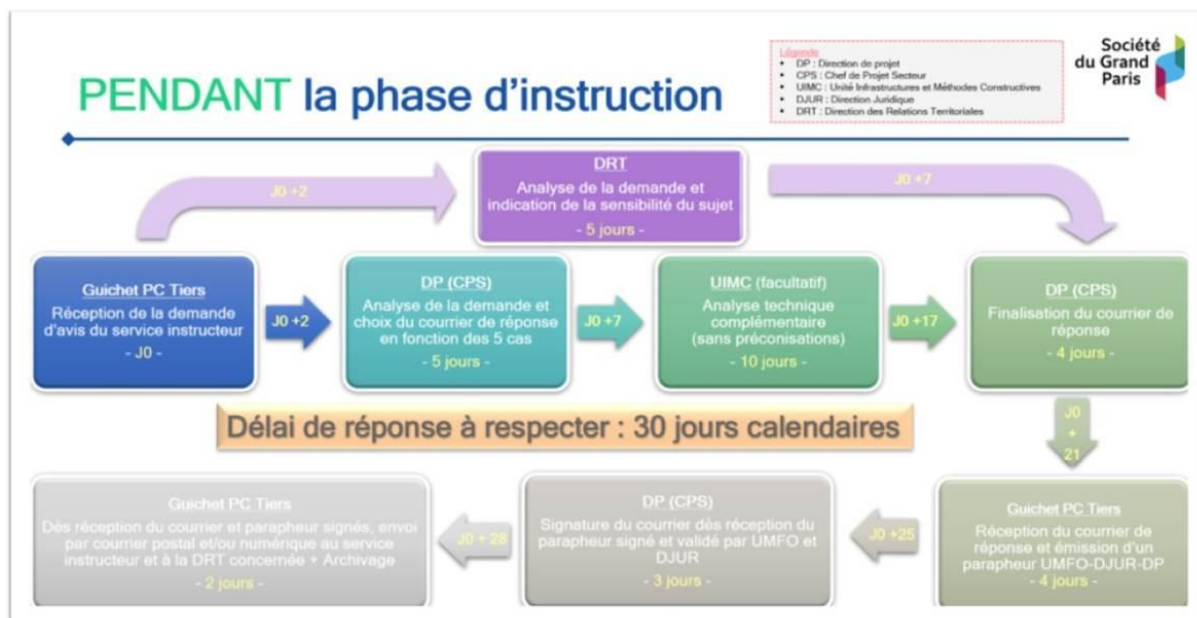 PENDANT la phase d'instruction
Légende
• DP : Direction de projet
• CPS : Chef de Projet Secteur
• UIMC : Unité Infrastructures et Méthodes Constructives
• DJUR : Direction Juridique
• DRT : Direction des Relations Territoriales
Société
du Grand
Paris
J0 +2
DRT
Analyse de la demande et
indication de la sensibilité du sujet
- 5 jours -
J0 +7
Guichet PC Tiers
Réception de la demande
d'avis du service instructeur
- J0 -
J0 +2
DP (CPS)
Analyse de la demande et
choix du courrier de réponse
en fonction des 5 cas
- 5 jours -
J0 +7
UIMC (facultatif)
Analyse technique
complémentaire
(sans préconisations)
- 10 jours -
J0 +17
DP (CPS)
Finalisation du courrier de
réponse
- 4 jours -
Délai de réponse à respecter : 30 jours calendaires
J0
+
21
Guichet PC Tiers
Dès réception du courrier et parapheur signés, envoi
par courrier postal et/ou numérique au service
instructeur et à la DRT concernée + Archivage
- 2 jours -
J0 + 28
DP (CPS)
Signature du courrier dès réception du
parapheur signé et validé par UMFO et
DJUR
- 3 jours -
J0 +25
Guichet PC Tiers
Réception du courrier de
réponse et émission d'un
parapheur UMFO-DJUR-DP
- 4 jours -